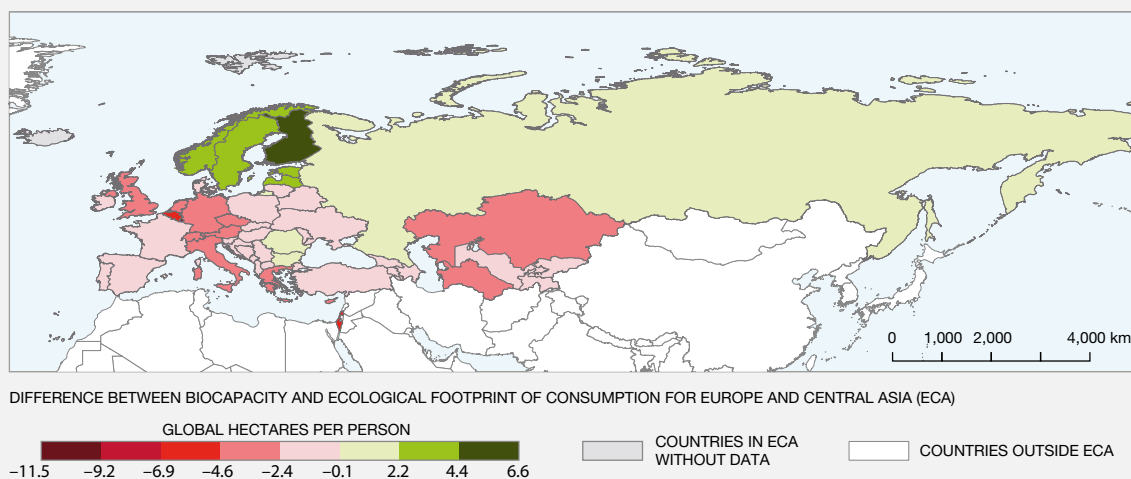 0 1,000 2,000 4,000 km
DIFFERENCE BETWEEN BIOCAPACITY AND ECOLOGICAL FOOTPRINT OF CONSUMPTION FOR EUROPE AND CENTRAL ASIA (ECA)
GLOBAL HECTARES PER PERSON
−11.5 −9.2 −6.9 −4.6 −2.4 −0.1 2.2 4.4 6.6
COUNTRIES IN ECA
WITHOUT DATA
COUNTRIES OUTSIDE ECA